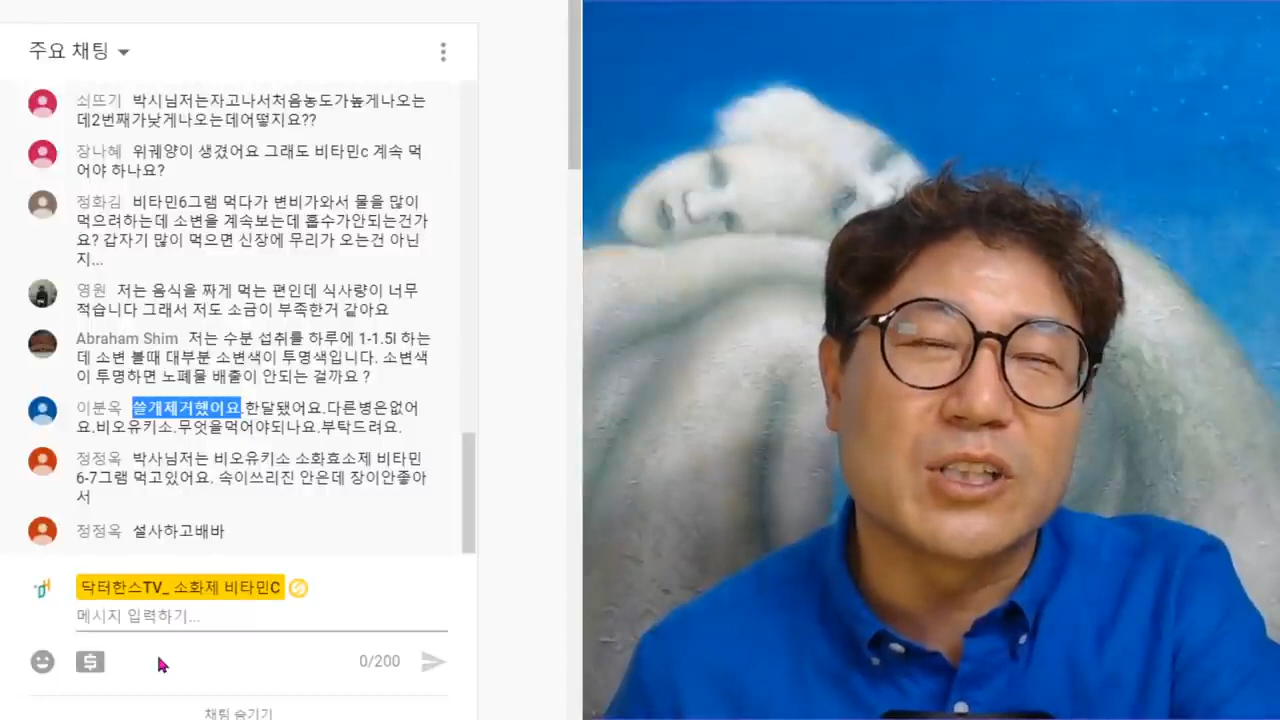 주요 채팅
쇠뜨기 박시님저는자고나서처음농도가높게나오는
데2번째가낮게나오는데어떻지요??
장나혜 위궤양이 생겼어요 그래도 비타민c 계속 먹
어야 하나요?
정화김 비타민6그램 먹다가 변비가와서 물을 많이
먹으려하는데 소변을 계속보는데 흡수가안되는건가
요? 갑자기 많이 먹으면 신장에 무리가 오는건 아닌
지...
영원 저는 음식을 짜게 먹는 편인데 식사량이 너무
적습니다 그래서 저도 소금이 부족한거 같아요
Abraham Shim 저는 수분 섭취를 하루에 1-1.5l 하는
데 소변 볼때 대부분 소변색이 투명색입니다. 소변색
이 투명하면 노폐물 배출이 안되는 걸까요 ?
이분옥 쓸개제거했어요.한달됐어요.다른병은없어
요.비오유키소.무엇을먹어야되나요.부탁드려요.
정정옥 박사님저는 비오유키소 소화효소제 비타민
6-7그램 먹고있어요. 속이쓰리진 안은데 장이안좋아
서
정정옥 설사하고배바
닥터한스TV_ 소화제 비타민C
메시지 입력하기...
0/200
채팅 숨기기